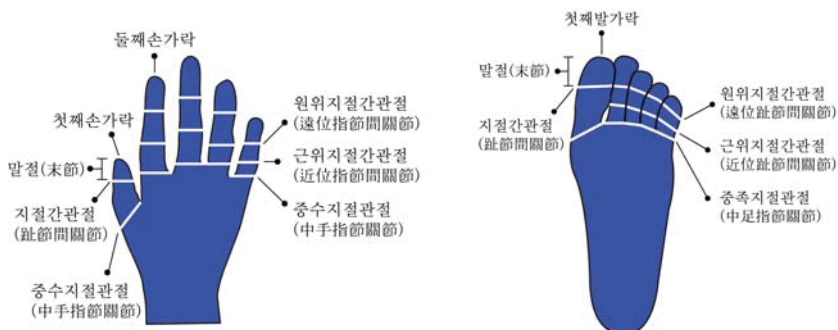 둘째손가락
첫째손가락
말절(末節)
지절간관절
(趾節間關節)
중수지절관절
(中手指節關節)
원위지절간관절
(遠位指節間關節)
근위지절간관절
(近位指節間關節)
중수지절관절
(中手指節關節)
첫째발가락
말절(末節)
지절간관절
(趾節間關節)
원위지절간관절
(遠位趾節間關節)
근위지절간관절
(近位趾節間關節)
중족지절관절
(中足指節關節)